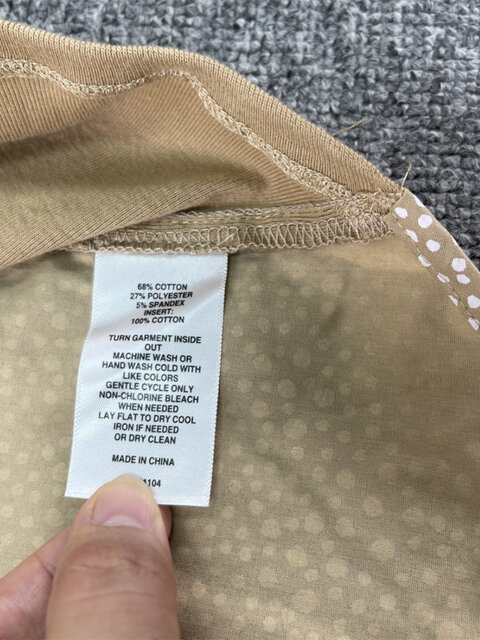 68% COTTON
27% POLYESTER
5% SPANDEX
INSERT:
100% COTTON
TURN GARMENT INSIDE
OUT
MACHINE WASH OR
HAND WASH COLD WITH
LIKE COLORS
GENTLE CYCLE ONLY
NON-CHLORINE BLEACH
WHEN NEEDED
LAY FLAT TO DRY COOL
IRON IF NEEDED
OR DRY CLEAN
MADE IN CHINA